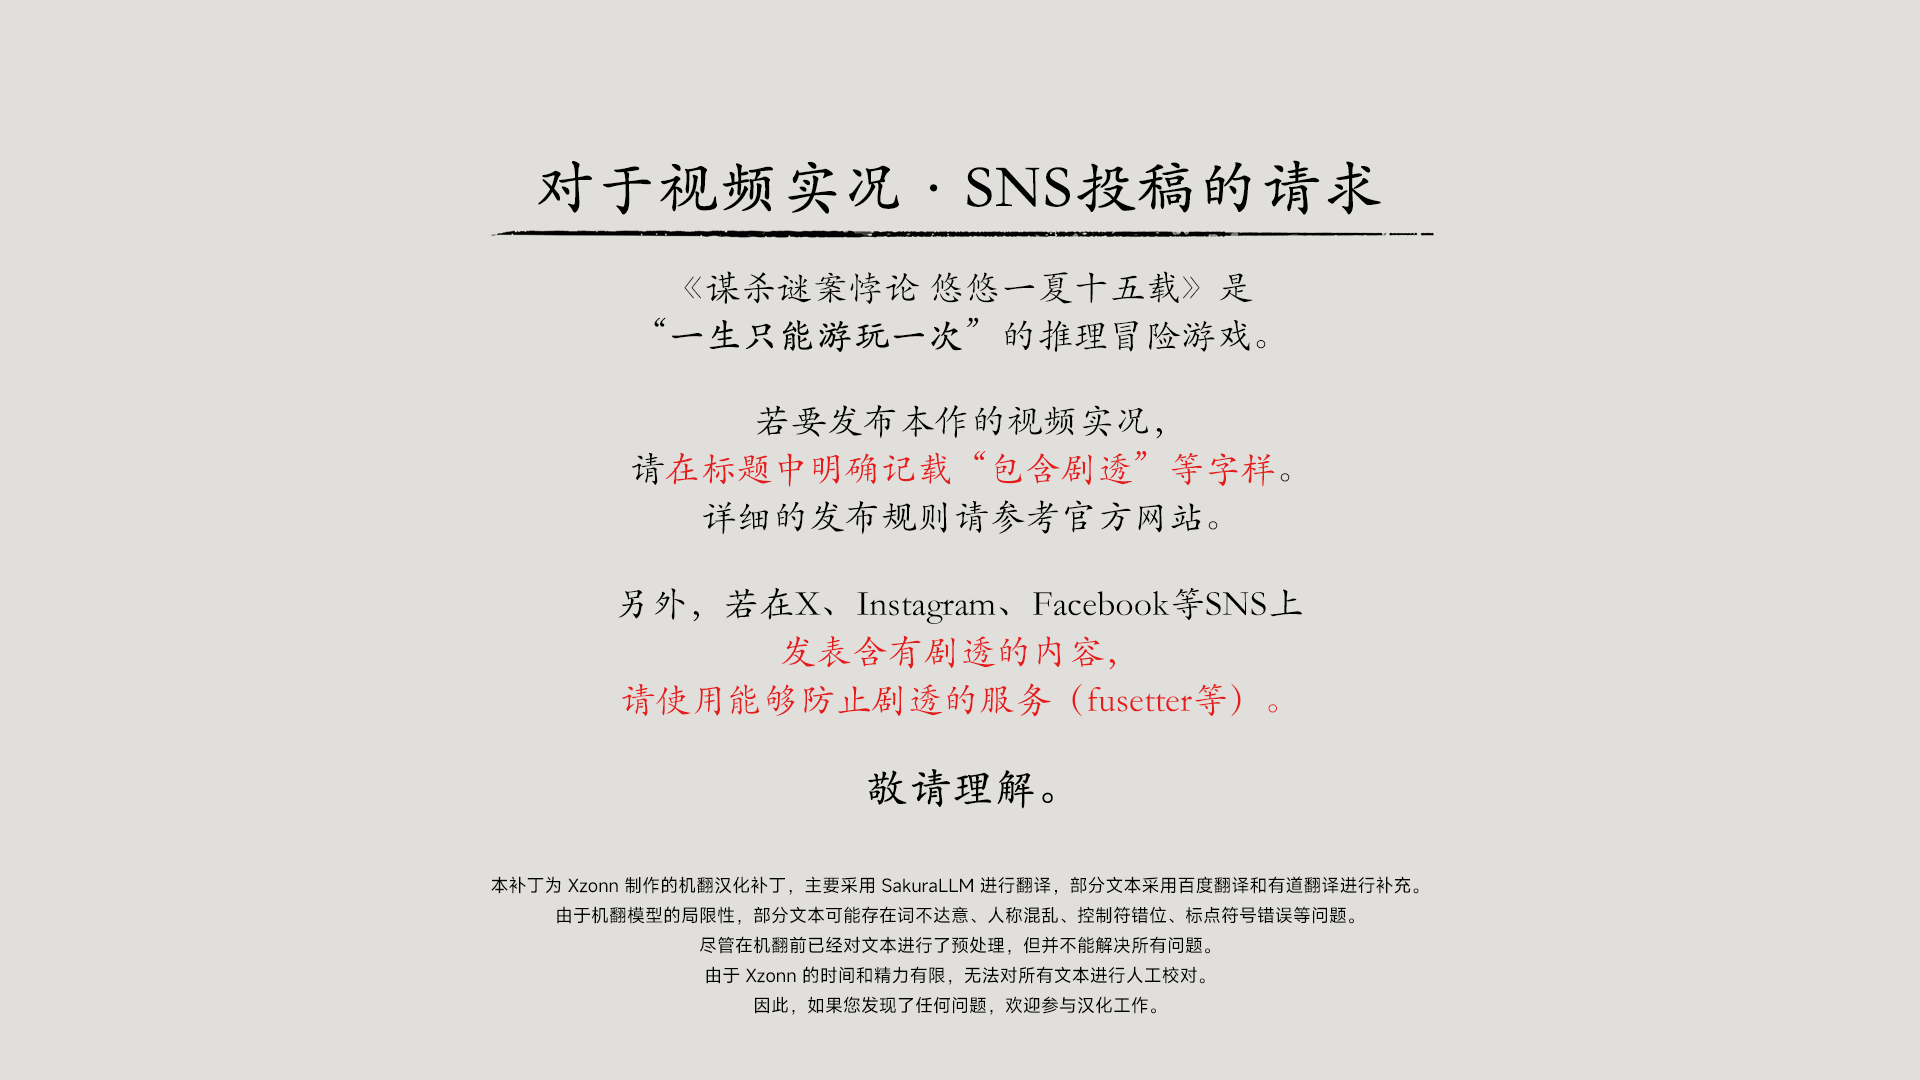 对于视频实况·SNS投稿的请求
《谋杀谜案悖论 悠悠一夏十五载》是
“一生只能游玩一次”的推理冒险游戏。
若要发布本作的视频实况，
请在标题中明确记载“包含剧透”等字样。
详细的发布规则请参考官方网站。
另外，若在X、Instagram、Facebook等SNS上
发表含有剧透的内容，
请使用能够防止剧透的服务（fusetter等）。
敬请理解。
本补丁为 Xzonn 制作的机翻汉化补丁，主要采用 SakuraLLM 进行翻译，部分文本采用百度翻译和有道翻译进行补充。
由于机翻模型的局限性，部分文本可能存在词不达意、人称混乱、控制符错位、标点符号错误等问题。
尽管在机翻前已经对文本进行了预处理，但并不能解决所有问题。
由于 Xzonn 的时间和精力有限，无法对所有文本进行人工校对。
因此，如果您发现了任何问题，欢迎参与汉化工作。